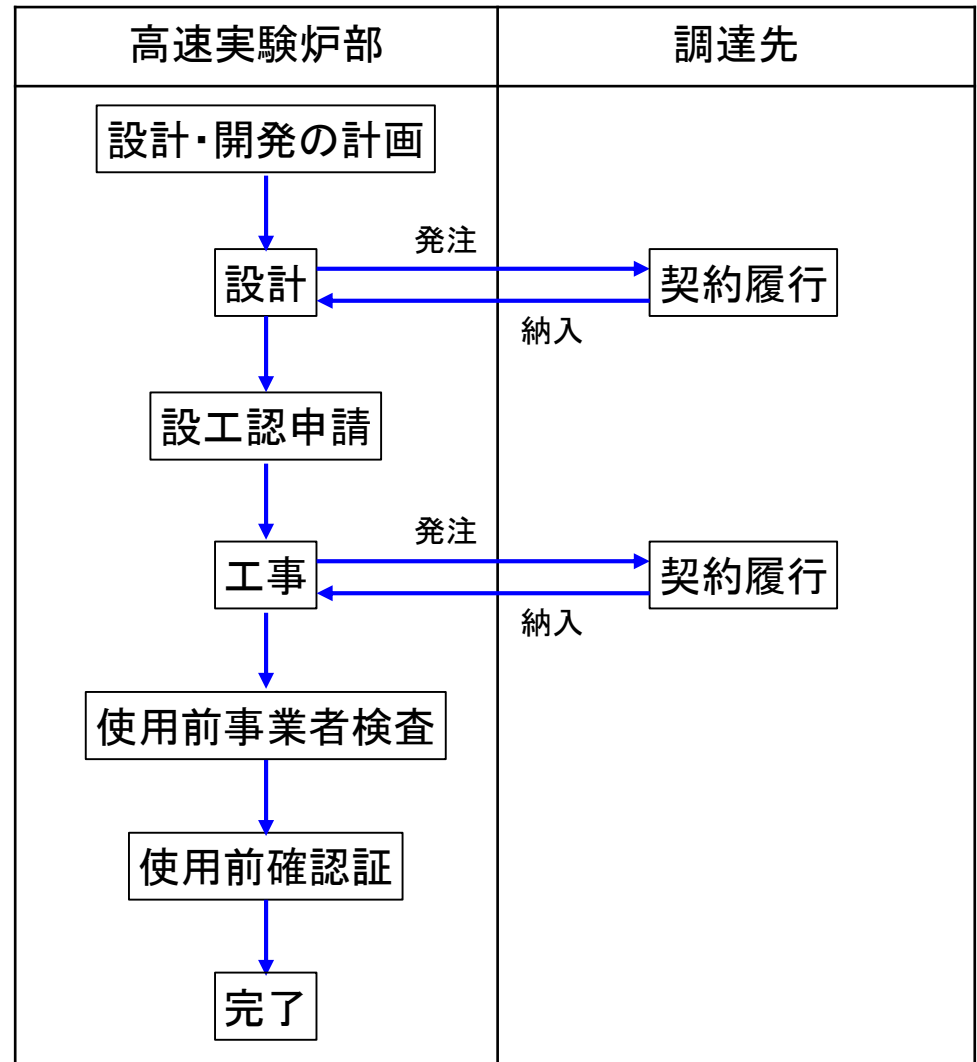 高速実験炉部
調達先
設計・開発の計画
発注
設計
契約履行
納入
設工認申請
発注
工事
契約履行
納入
使用前事業者検査
使用前確認証
完了